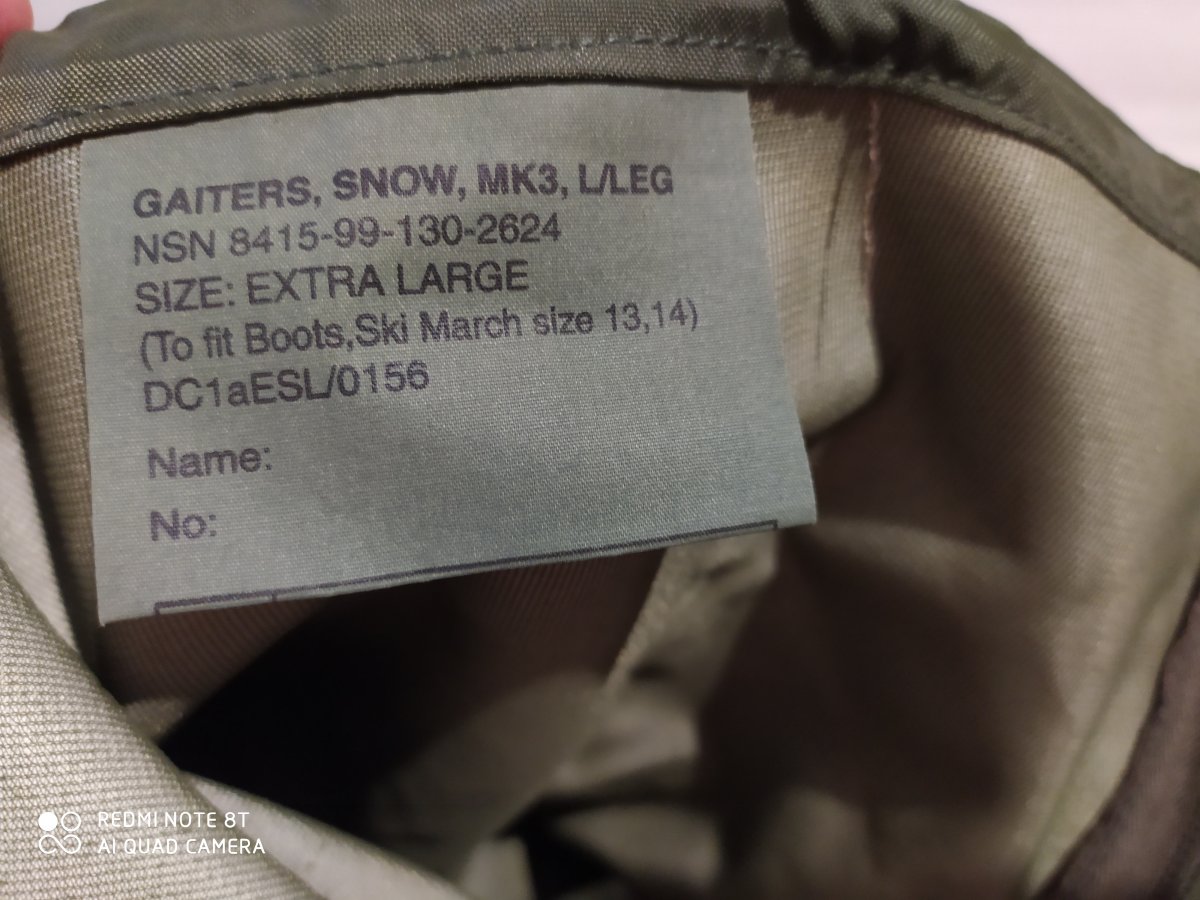 GAITERS, SNOW, MK3, L/LEG
NSN 8415-99-130-2624
SIZE: EXTRA LARGE
(To fit Boots,Ski March size 13,14)
DC1aESL/0156
Name:
No:
REDMI NOTE 8T
AI QUAD CAMERA